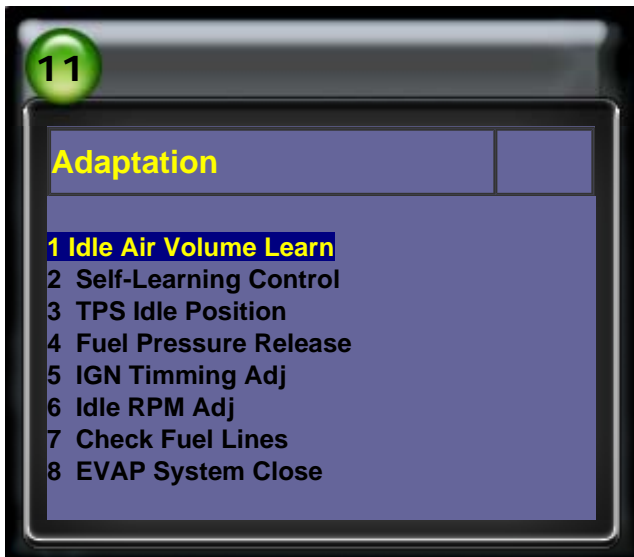 11
Adaptation
1 Idle Air Volume Learn
2 Self-Learning Control
3 TPS Idle Position
4 Fuel Pressure Release
5 IGN Timming Adj
6 Idle RPM Adj
7 Check Fuel Lines
8 EVAP System Close